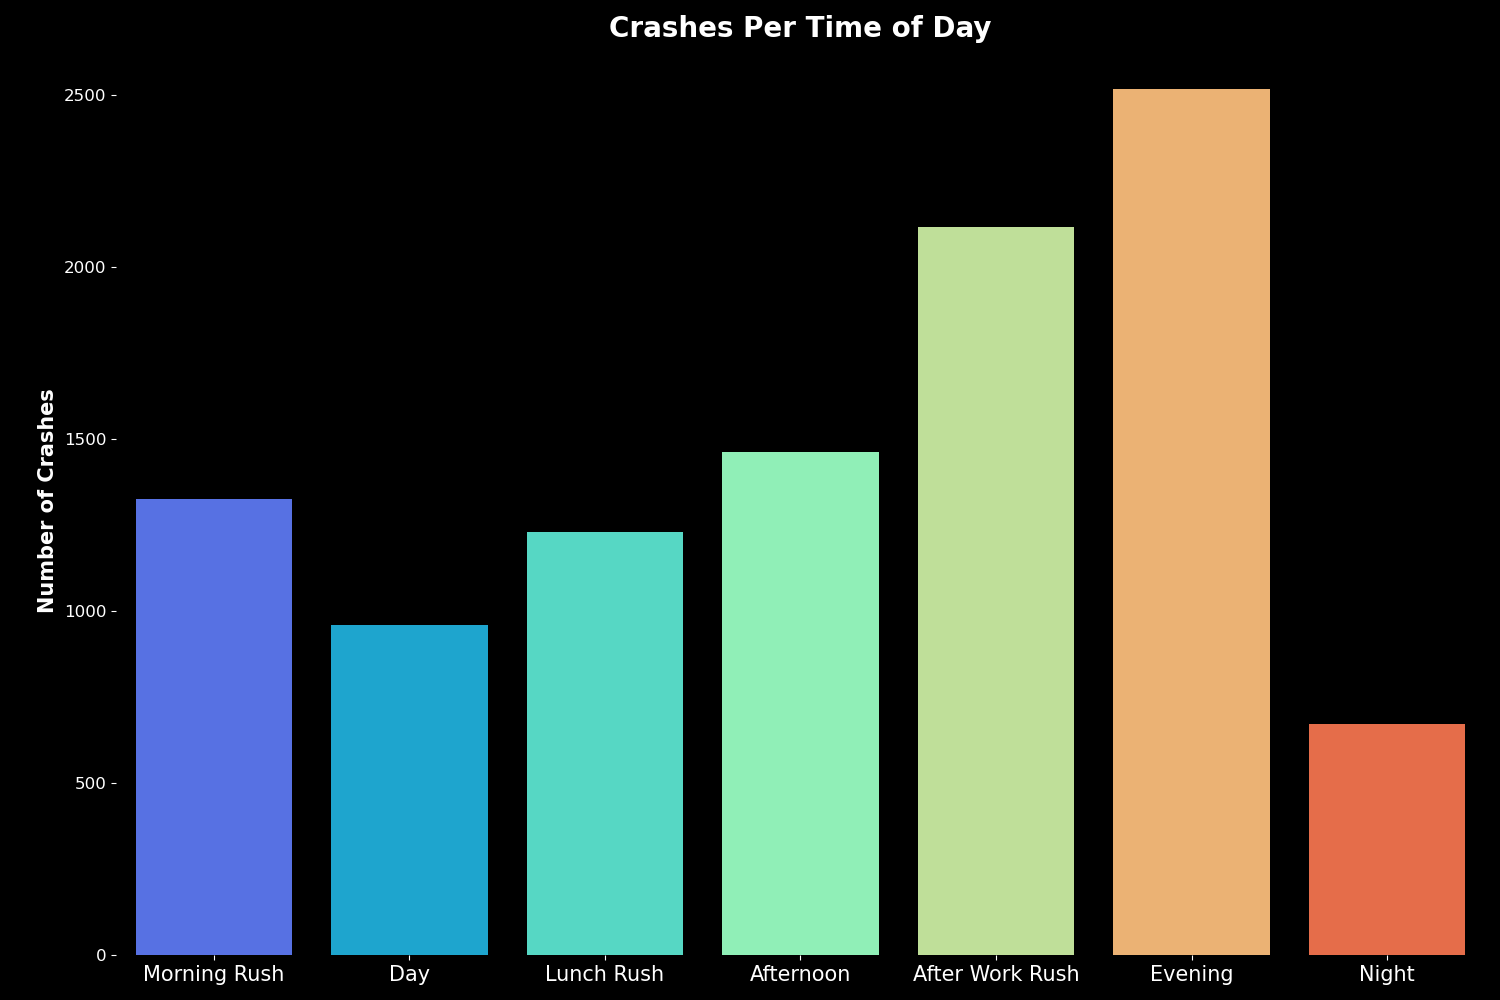 Crashes Per Time of Day
Number of Crashes
2500
2000
1500
1000
500
0
Morning Rush
Day
Lunch Rush
Afternoon
After Work Rush
Evening
Night